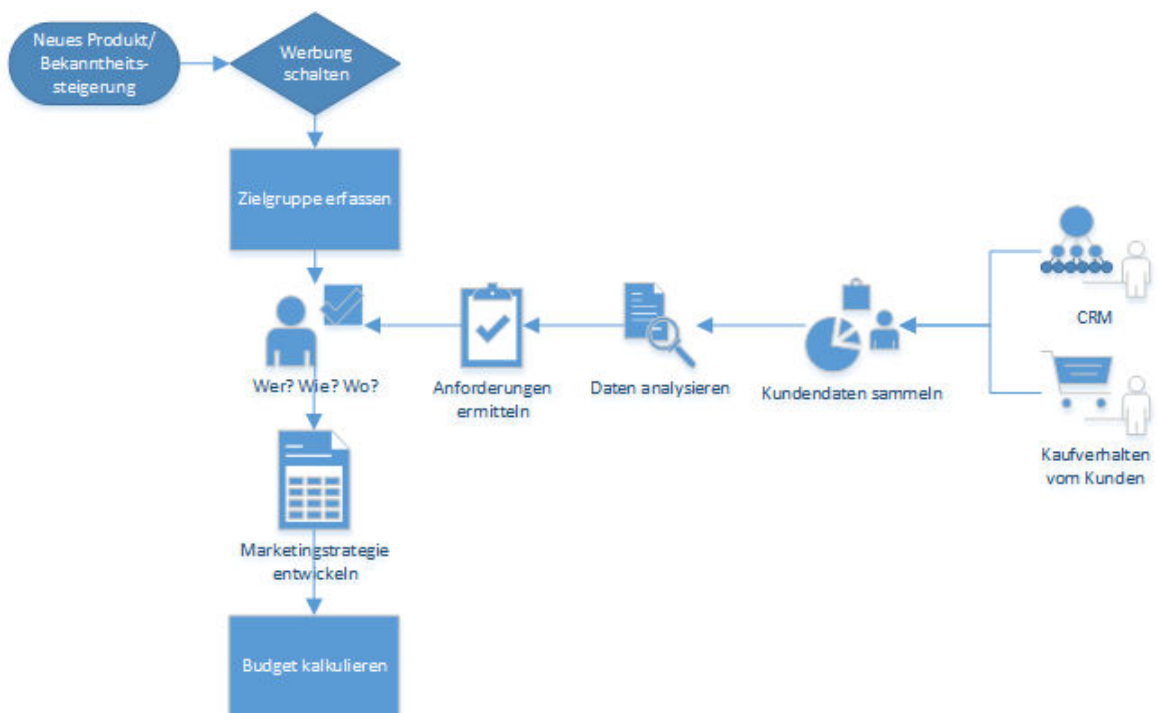 Neues Produkt/
Bekanntheits-
steigerung
Werbung
schalten
Zielgruppe erfassen
Wer? Wie? Wo?
Anforderungen
ermitteln
Daten analysieren
Kundendaten sammeln
CRM
Kaufverhalten
vom Kunden
Marketingstrategie
entwickeln
Budget kalkulieren